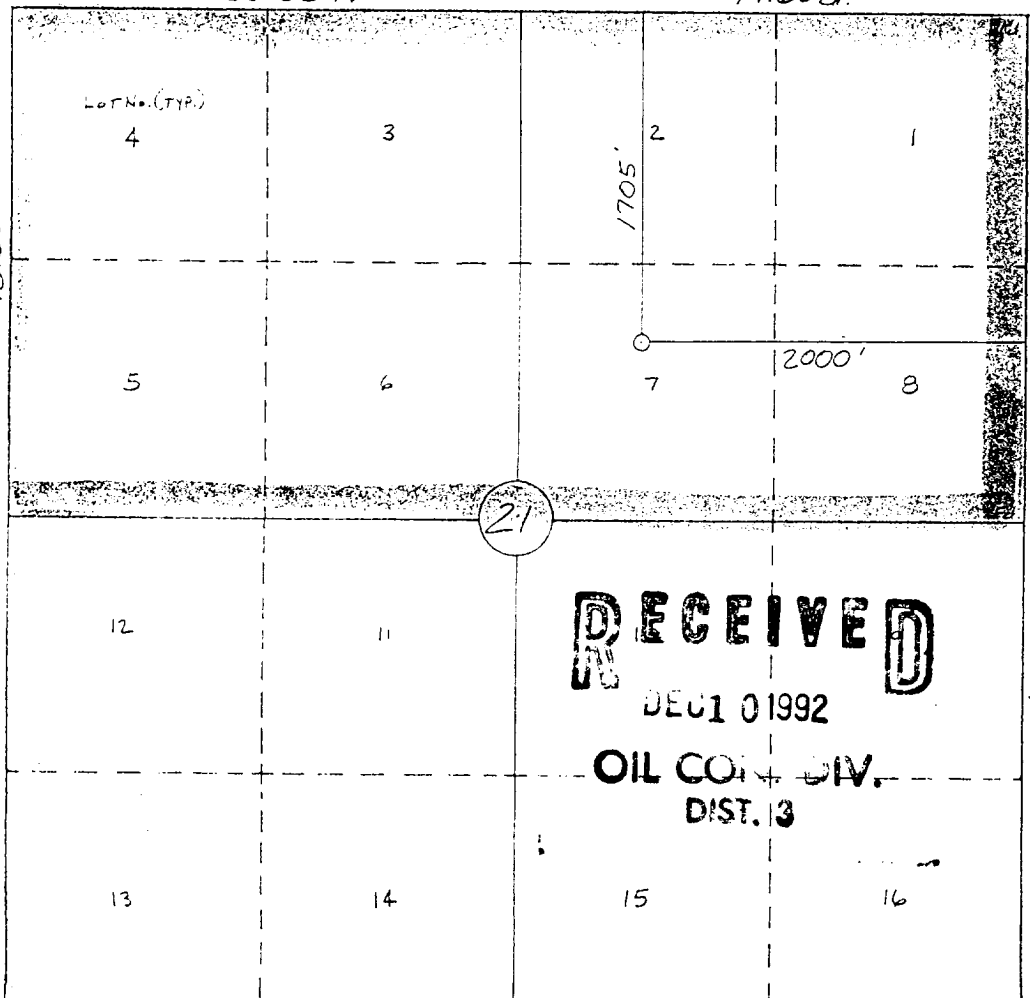 LOT NO. (TYP.)
4 3 2 1
1705'
2000'
5 6 7 8
21
12 11
RECEIVED
DEC 1 0 1992
OIL CON. DIV.
DIST. 3
13 14 15 16